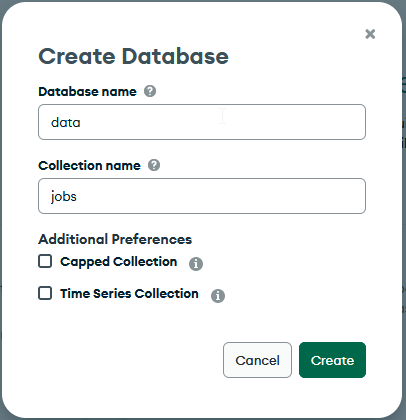 Create Database
Database name
data
Collection name
jobs
Additional Preferences
Capped Collection
Time Series Collection
Cancel Create